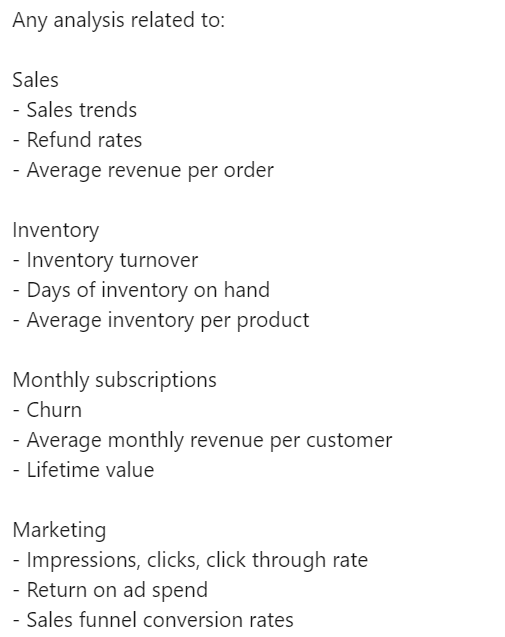 Any analysis related to:
Sales
- Sales trends
- Refund rates
- Average revenue per order
Inventory
- Inventory turnover
- Days of inventory on hand
- Average inventory per product
Monthly subscriptions
- Churn
- Average monthly revenue per customer
- Lifetime value
Marketing
- Impressions, clicks, click through rate
- Return on ad spend
- Sales funnel conversion rates